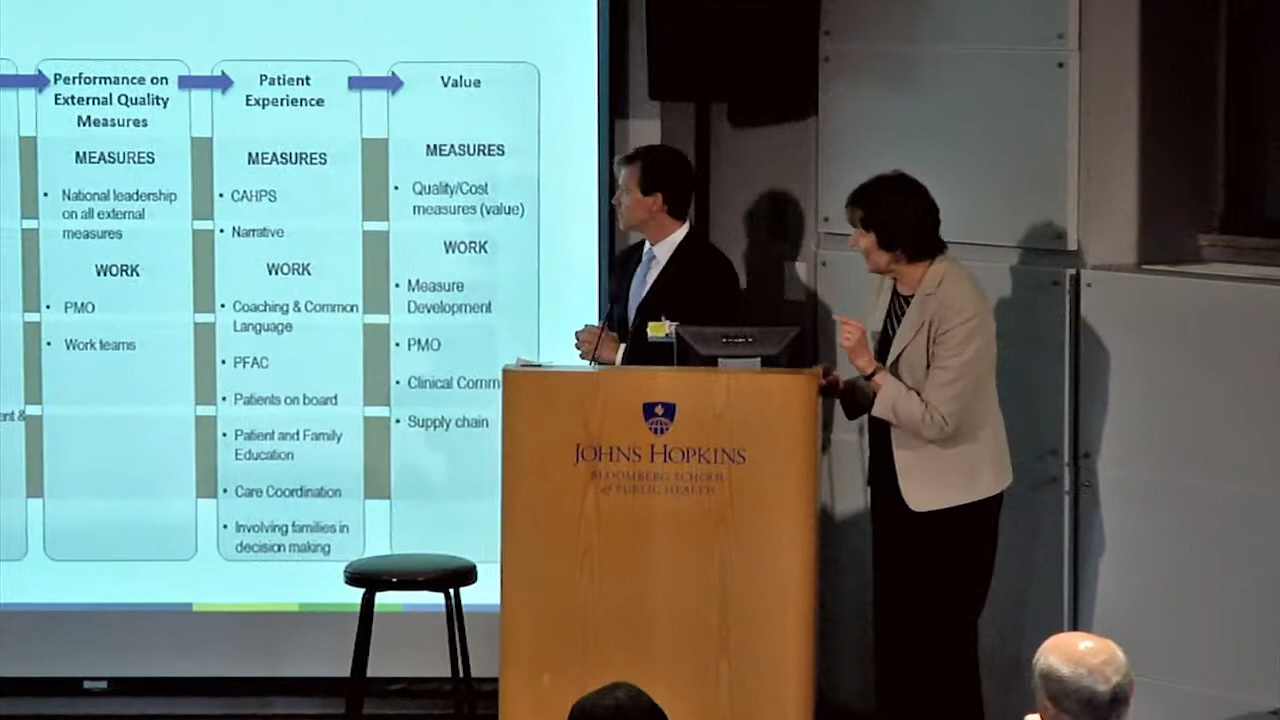 Performance on
External Quality
Measures
MEASURES
• National leadership
on all external
measures
WORK
• PMO
• Work teams
Patient
Experience
MEASURES
• CAHPS
• Narrative
WORK
• Coaching & Common
Language
• PFAC
• Patients on board
• Patient and Family
Education
• Care Coordination
• Involving families in
decision making
Value
MEASURES
• Quality/Cost
measures (value)
WORK
• Measure
Development
• PMO
• Clinical Comm
• Supply chain
JOHNS HOPKINS
BLOOMBERG SCHOOL
of PUBLIC HEALTH